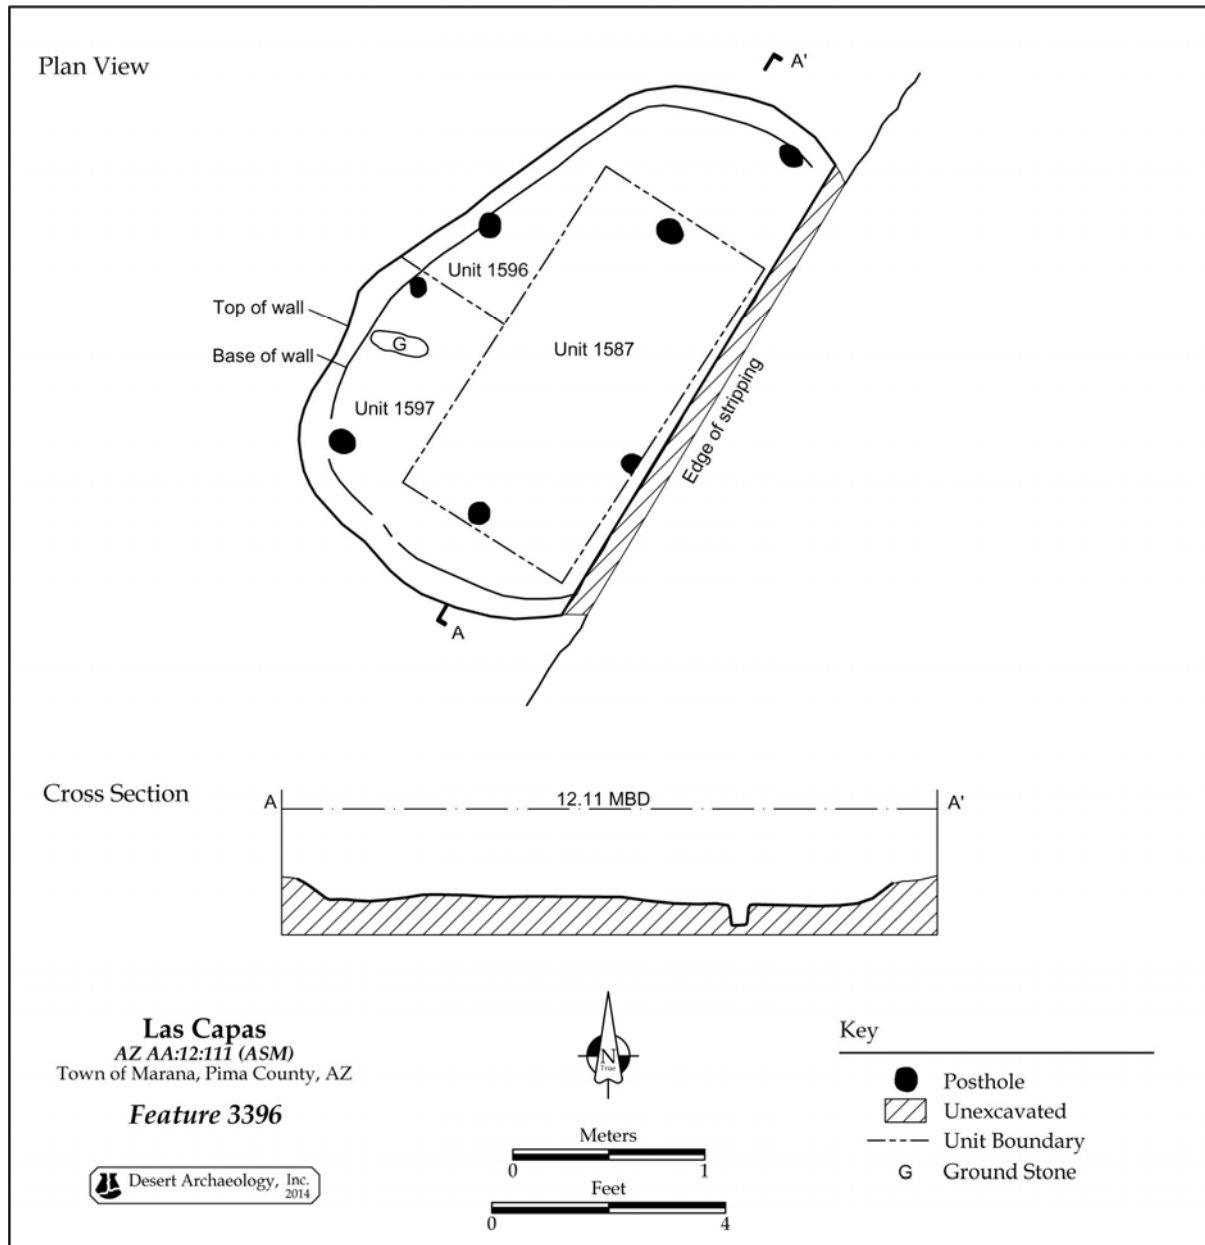 Plan View
A'
Top of wall
Base of wall
Unit 1596
G
Unit 1587
Unit 1597
Edge of stripping
A
Cross Section
A
12.11 MBD
A'
Las Capas
AZ AA:12:111 (ASM)
Town of Marana, Pima County, AZ
Feature 3396
Desert Archaeology, Inc.
2014
N
True
Meters
0 1
Feet
0 4
Key
Posthole
Unexcavated
Unit Boundary
G Ground Stone